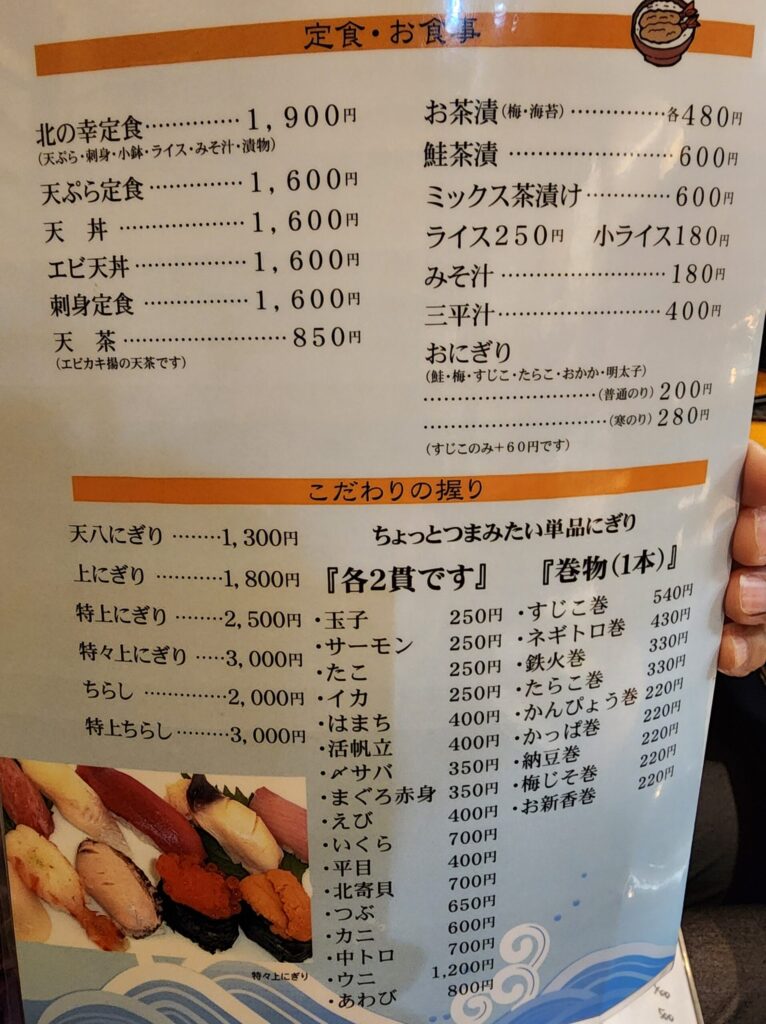 定食・お食事
北の幸定食…………1,900円
(天ぷら・刺身・小鉢・ライス・みそ汁・漬物)
天ぷら定食…………1,600円
天　丼………………1,600円
エビ天丼……………1,600円
刺身定食……………1,600円
天　茶……………………850円
(エビカキ揚の天茶です)
お茶漬(梅・海苔)……………各480円
鮭茶漬……………………600円
ミックス茶漬け…………600円
ライス250円　小ライス180円
みそ汁……………………180円
三平汁……………………400円
おにぎり
(鮭・梅・すじこ・たらこ・おかか・明太子)
……………………(普通のり)200円
……………………(寒のり)280円
(すじこのみ+60円です)
こだわりの握り
天八にぎり………1,300円
上にぎり…………1,800円
特上にぎり………2,500円
特々上にぎり……3,000円
ちらし……………2,000円
特上ちらし………3,000円
ちょっとつまみたい単品にぎり
『各2貫です』
・玉子 250円
・サーモン 250円
・たこ 250円
・イカ 250円
・はまち 400円
・活帆立 400円
・〆サバ 350円
・まぐろ赤身 350円
・えび 400円
・いくら 700円
・平目 400円
・北寄貝 700円
・つぶ 650円
・カニ 600円
・中トロ 700円
・ウニ 1,200円
・あわび 800円
『巻物(1本)』
・すじこ巻 540円
・ネギトロ巻 430円
・鉄火巻 330円
・たらこ巻 330円
・かんぴょう巻 220円
・かっぱ巻 220円
・納豆巻 220円
・梅じそ巻 220円
・お新香巻 220円
特々上にぎり